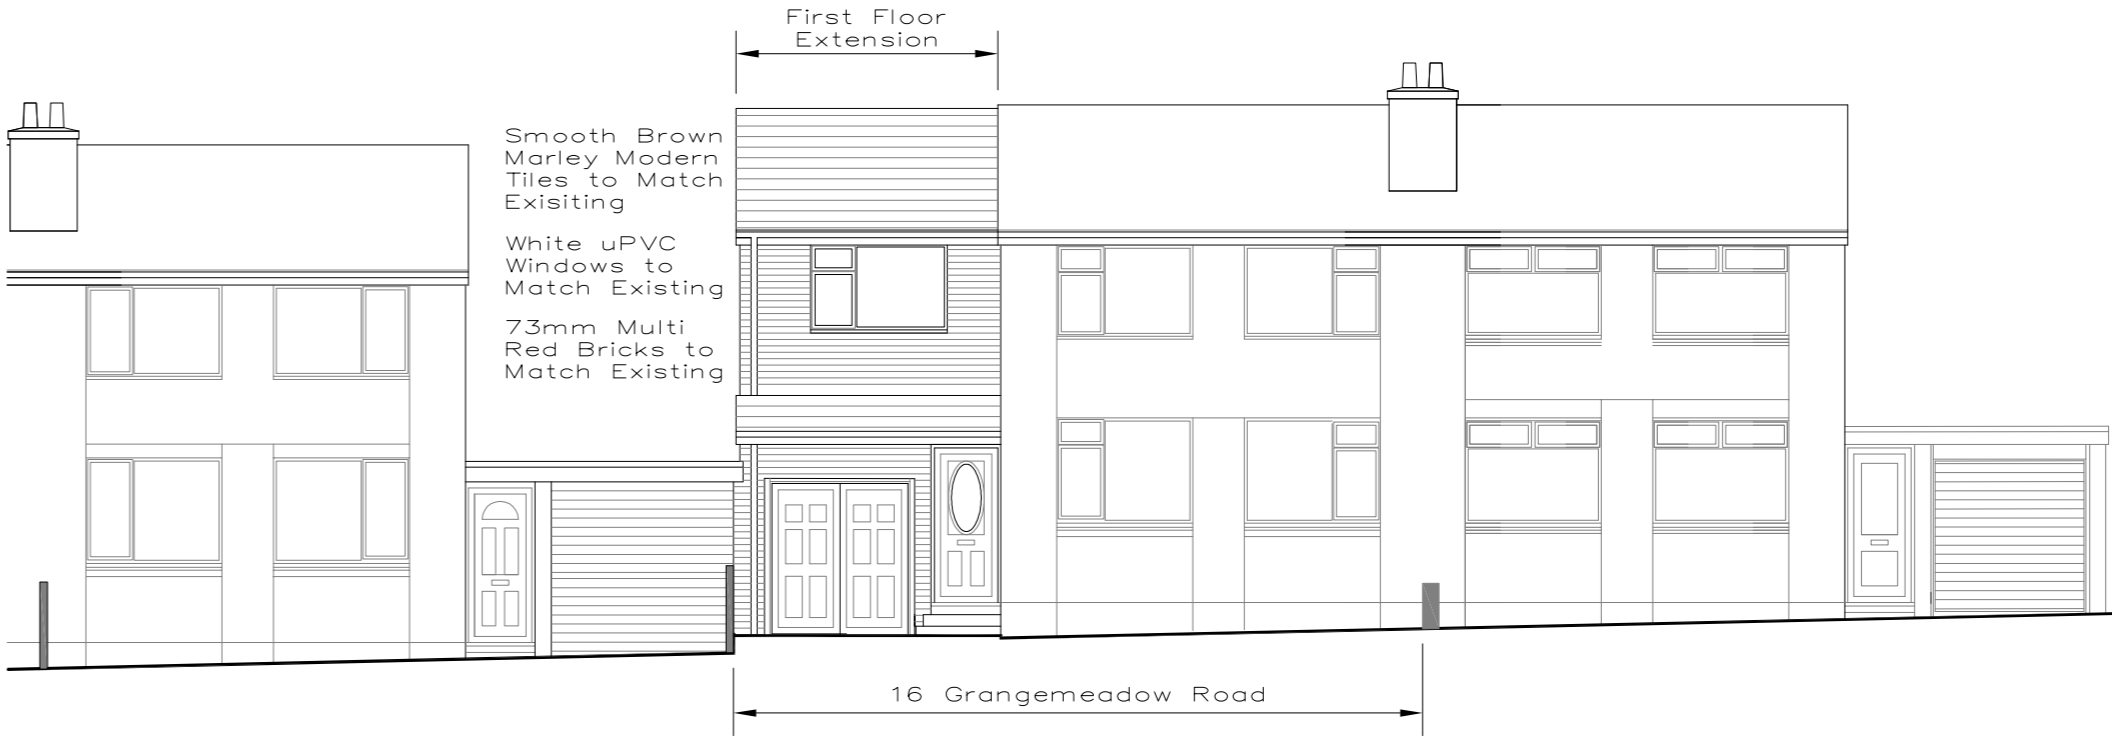 First Floor
Extension
Smooth Brown
Marley Modern
Tiles to Match
Exisiting
White uPVC
Windows to
Match Existing
73mm Multi
Red Bricks to
Match Existing
16 Grangemeadow Road